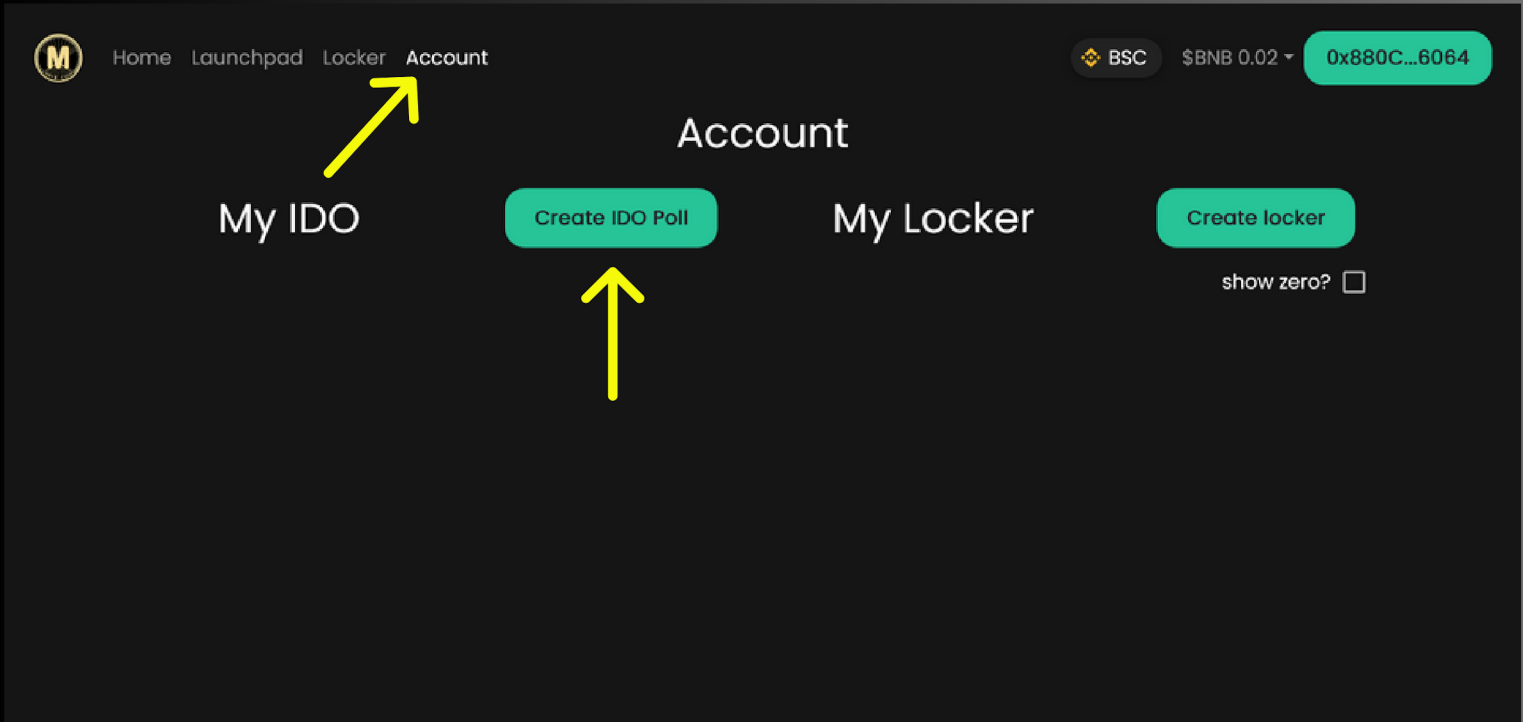 M Home Launchpad Locker Account BSC $BNB 0.02 0x880C...6064
Account
My IDO Create IDO Poll My Locker Create locker
show zero?